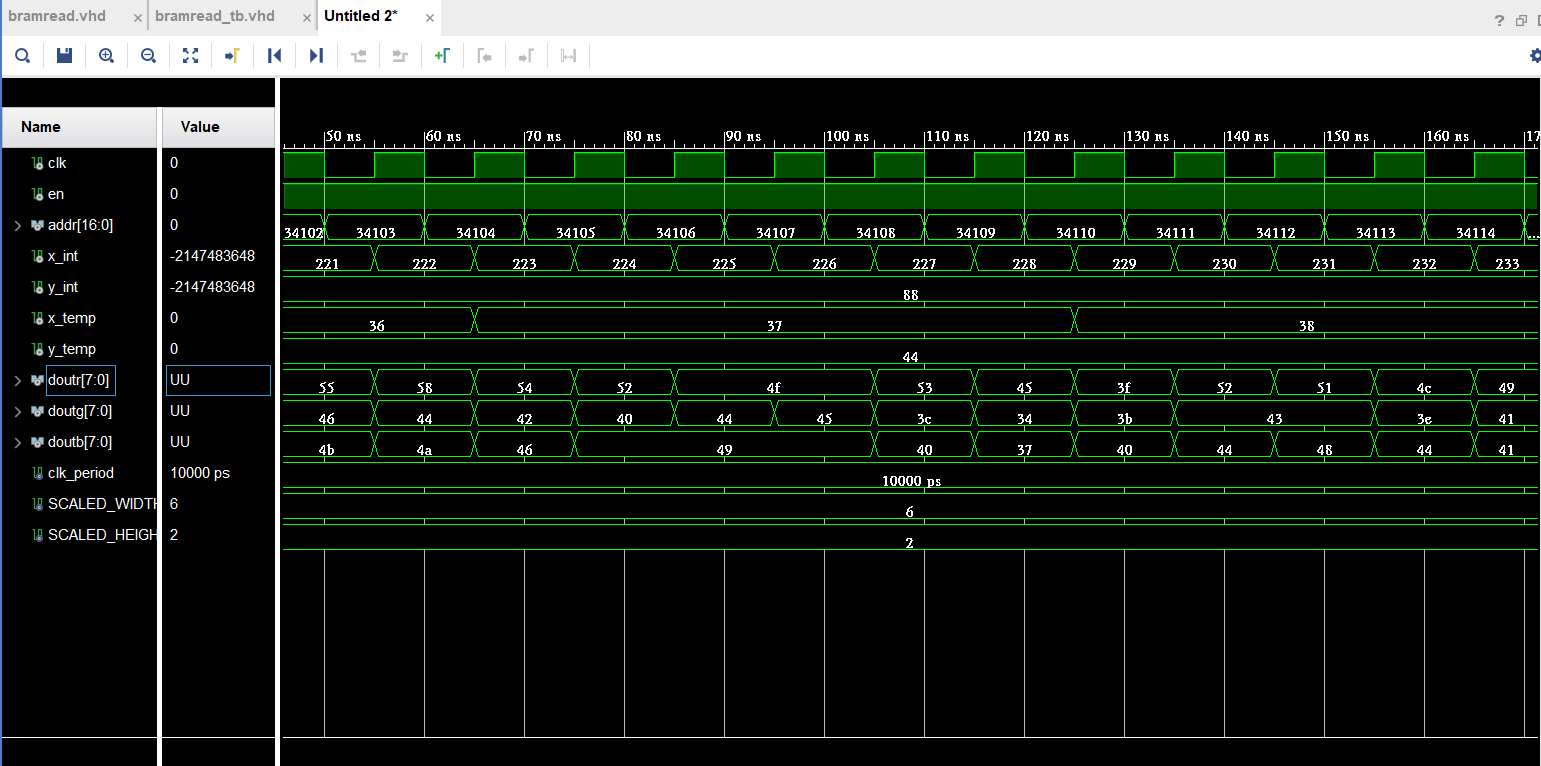 bramread.vhd × bramread_tb.vhd × Untitled 2* ×
?
Name Value
50 ns 60 ns 70 ns 80 ns 90 ns 100 ns 110 ns 120 ns 130 ns 140 ns 150 ns 160 ns 17
clk 0
en 0
addr[16:0] 0 34102 34103 34104 34105 34106 34107 34108 34109 34110 34111 34112 34113 34114 ...
x_int -2147483648 221 222 223 224 225 226 227 228 229 230 231 232 233
y_int -2147483648 88
x_temp 0 36 37 38
y_temp 0 44
doutr[7:0] UU 55 58 54 52 4f 53 45 3f 52 51 4c 49
doutg[7:0] UU 46 44 42 40 44 45 3c 34 3b 43 3e 41
doutb[7:0] UU 4b 4a 46 49 40 37 40 44 48 44 41
clk_period 10000 ps 10000 ps
SCALED_WIDTH 6 6
SCALED_HEIGH 2 2